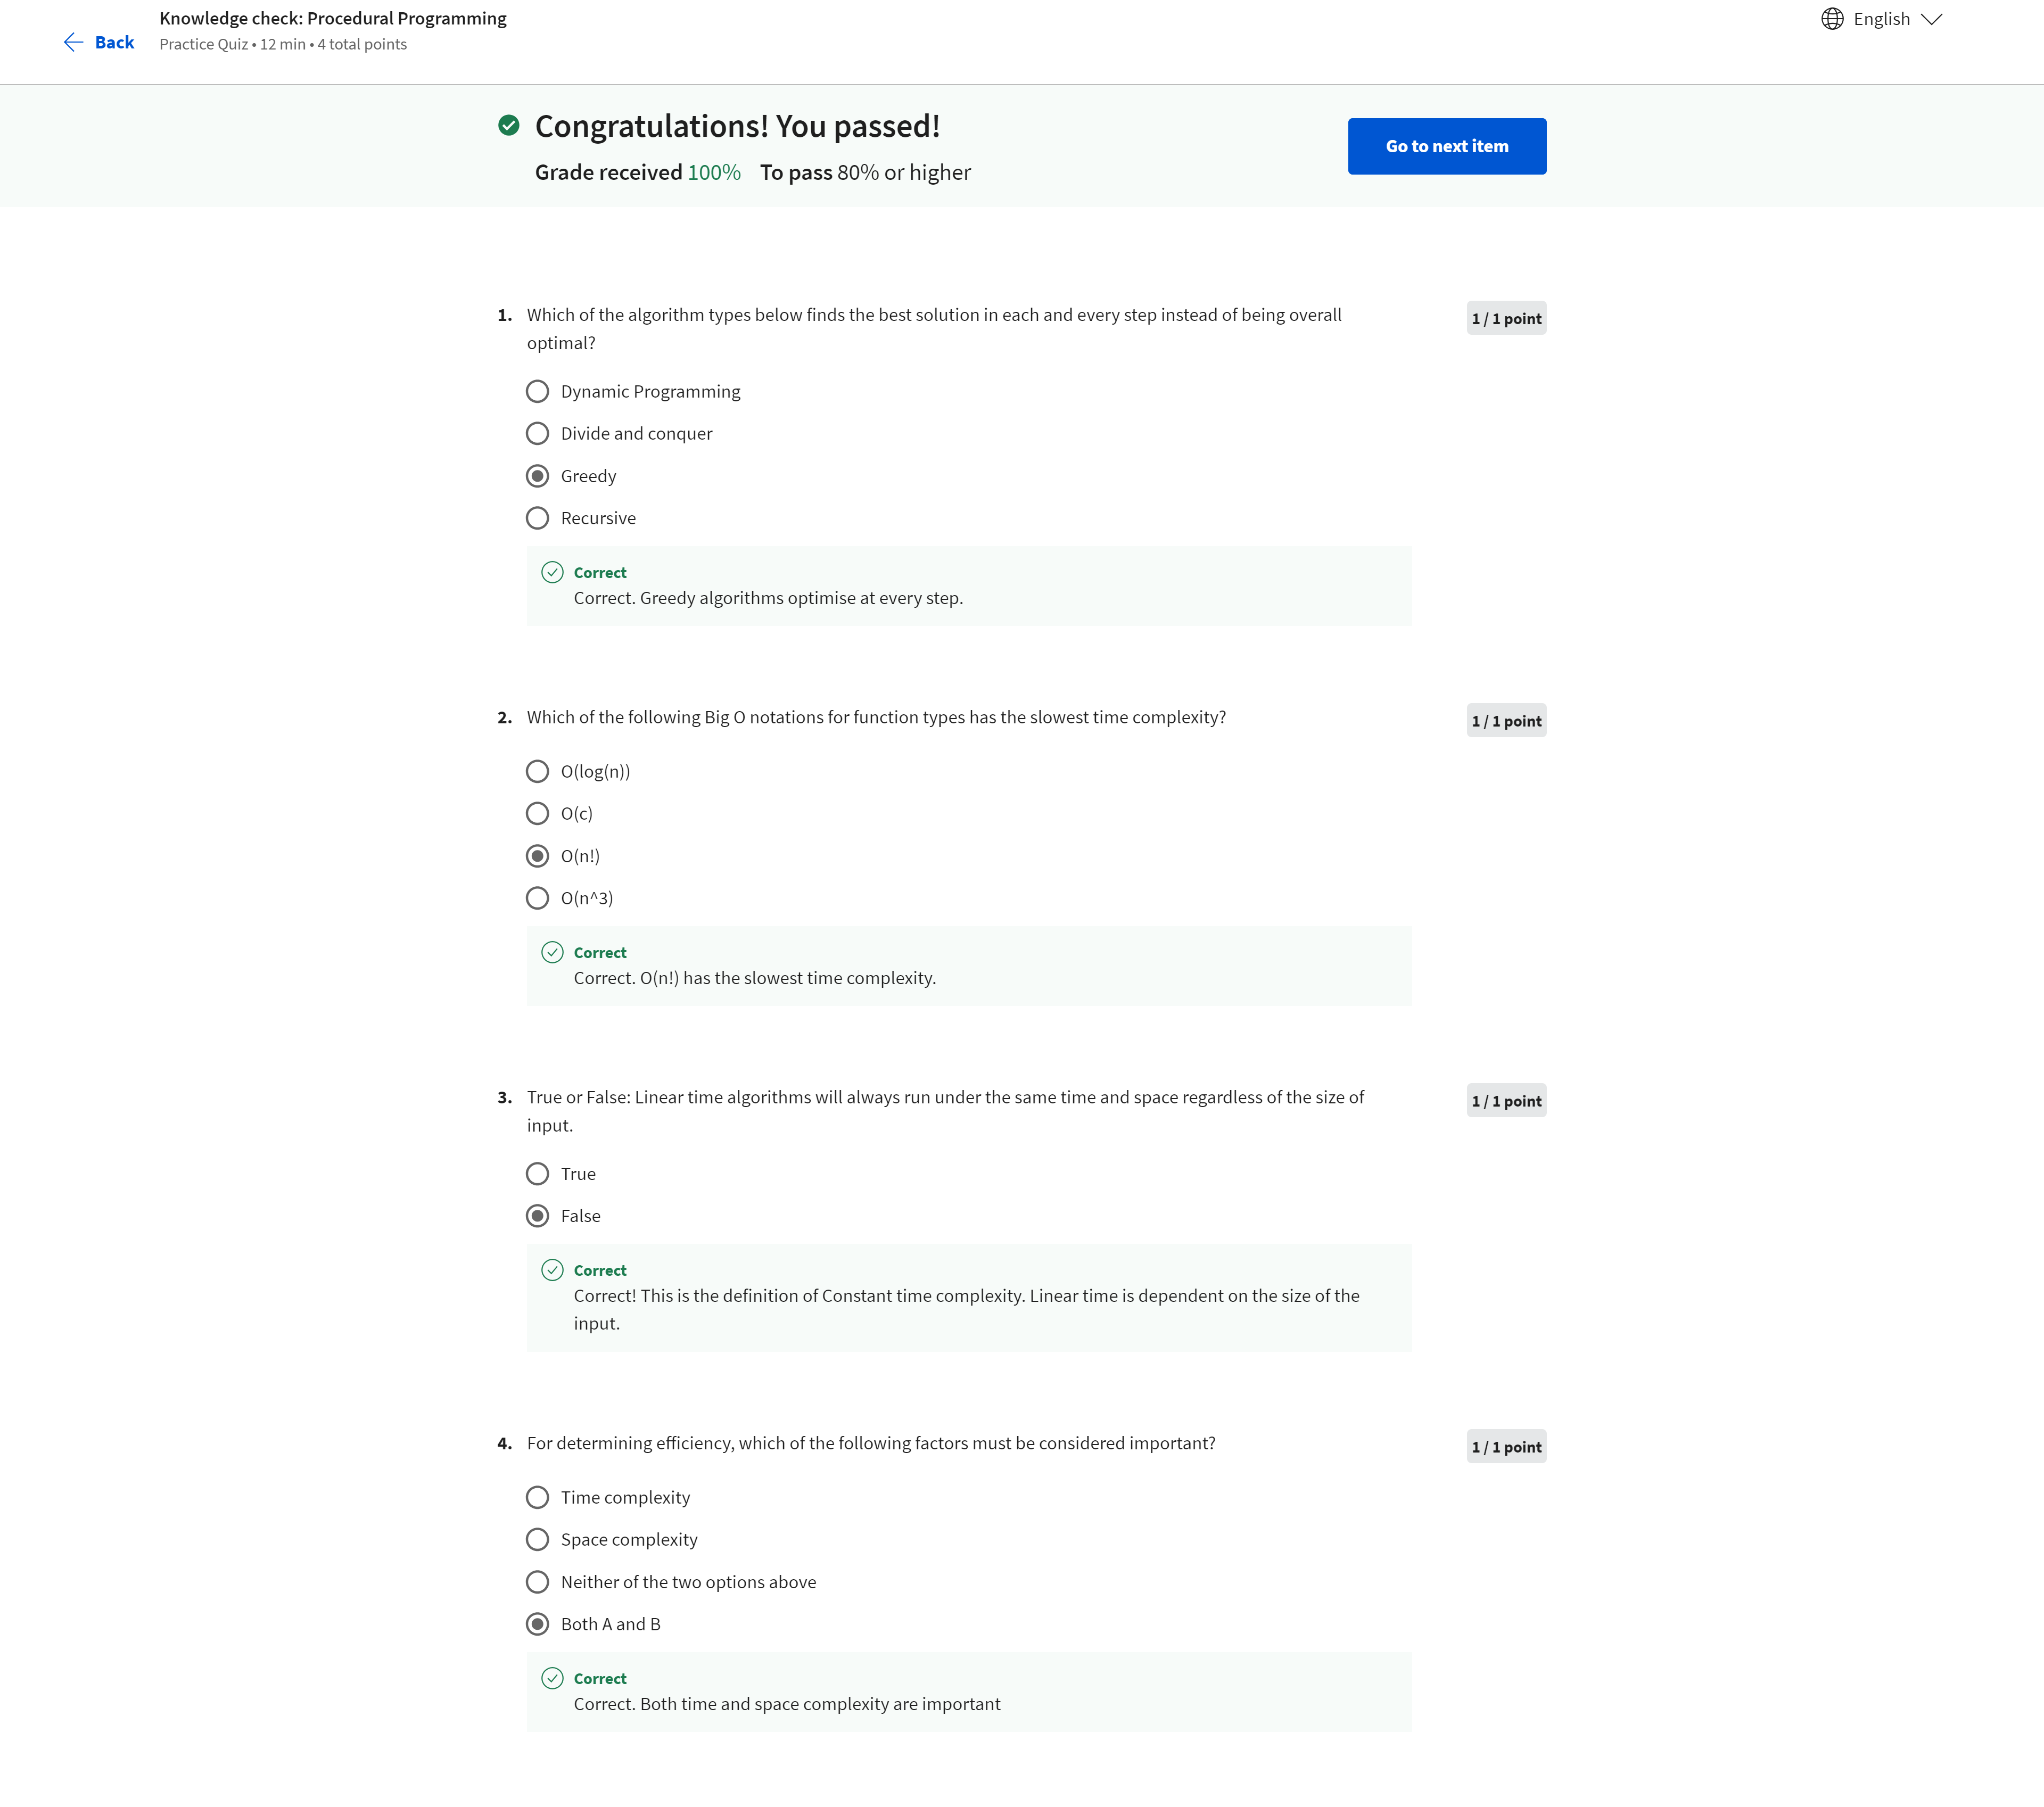 Back
Knowledge check: Procedural Programming
Practice Quiz • 12 min • 4 total points
English
Congratulations! You passed!
Grade received 100% To pass 80% or higher
Go to next item
1. Which of the algorithm types below finds the best solution in each and every step instead of being overall
optimal?
1 / 1 point
Dynamic Programming
Divide and conquer
Greedy
Recursive
Correct
Correct. Greedy algorithms optimise at every step.
2. Which of the following Big O notations for function types has the slowest time complexity?
1 / 1 point
O(log(n))
O(c)
O(n!)
O(n^3)
Correct
Correct. O(n!) has the slowest time complexity.
3. True or False: Linear time algorithms will always run under the same time and space regardless of the size of
input.
1 / 1 point
True
False
Correct
Correct! This is the definition of Constant time complexity. Linear time is dependent on the size of the
input.
4. For determining efficiency, which of the following factors must be considered important?
1 / 1 point
Time complexity
Space complexity
Neither of the two options above
Both A and B
Correct
Correct. Both time and space complexity are important